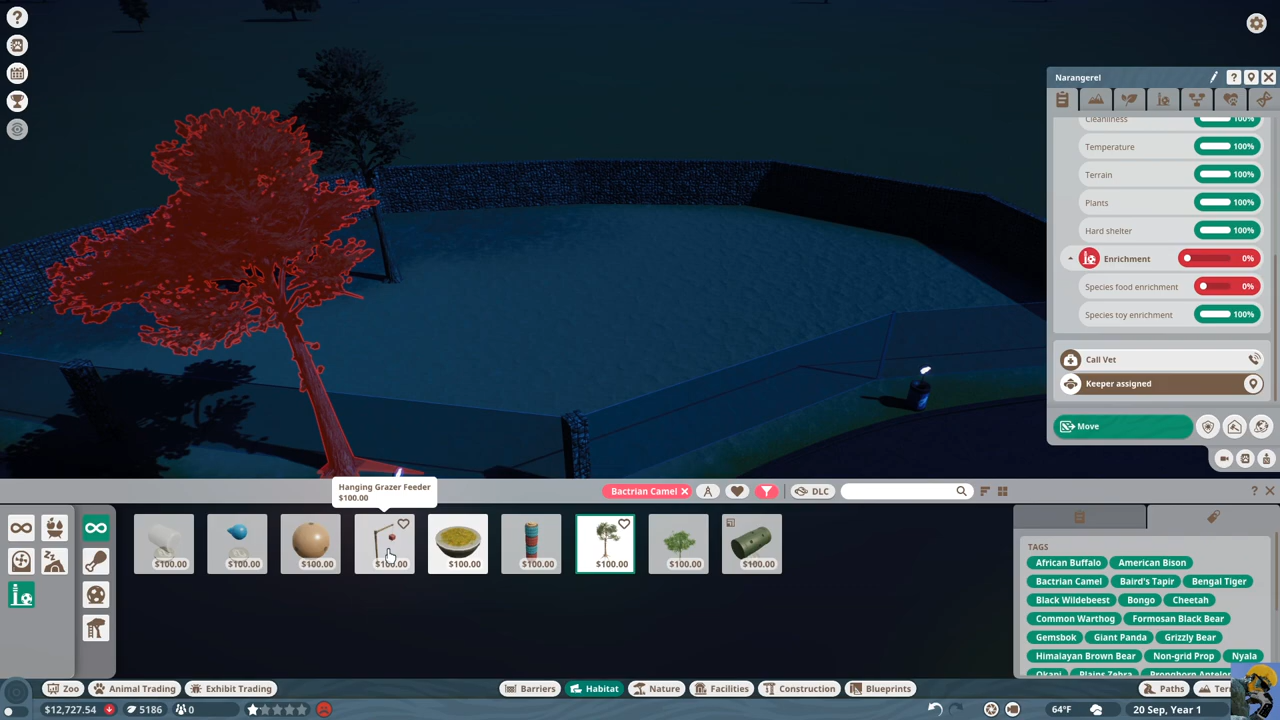 ?
Narangerel
?
Cleanliness 100%
Temperature 100%
Terrain 100%
Plants 100%
Hard shelter 100%
Enrichment 0%
Species food enrichment 0%
Species toy enrichment 100%
Call Vet
Keeper assigned
Move
Hanging Grazer Feeder
$100.00
Bactrian Camel
DLC
?
$100.00 $100.00 $100.00 $100.00 $100.00 $100.00 $100.00 $100.00 $100.00
TAGS
African Buffalo American Bison
Bactrian Camel Baird's Tapir Bengal Tiger
Black Wildebeest Bongo Cheetah
Common Warthog Formosan Black Bear
Gemsbok Giant Panda Grizzly Bear
Himalayan Brown Bear Non-grid Prop Nyala
Okapi Plains Zebra Pronghorn
Zoo Animal Trading Exhibit Trading Barriers Habitat Nature Facilities Construction Blueprints Paths
$12,727.54 5186 0 64°F 20 Sep, Year 1